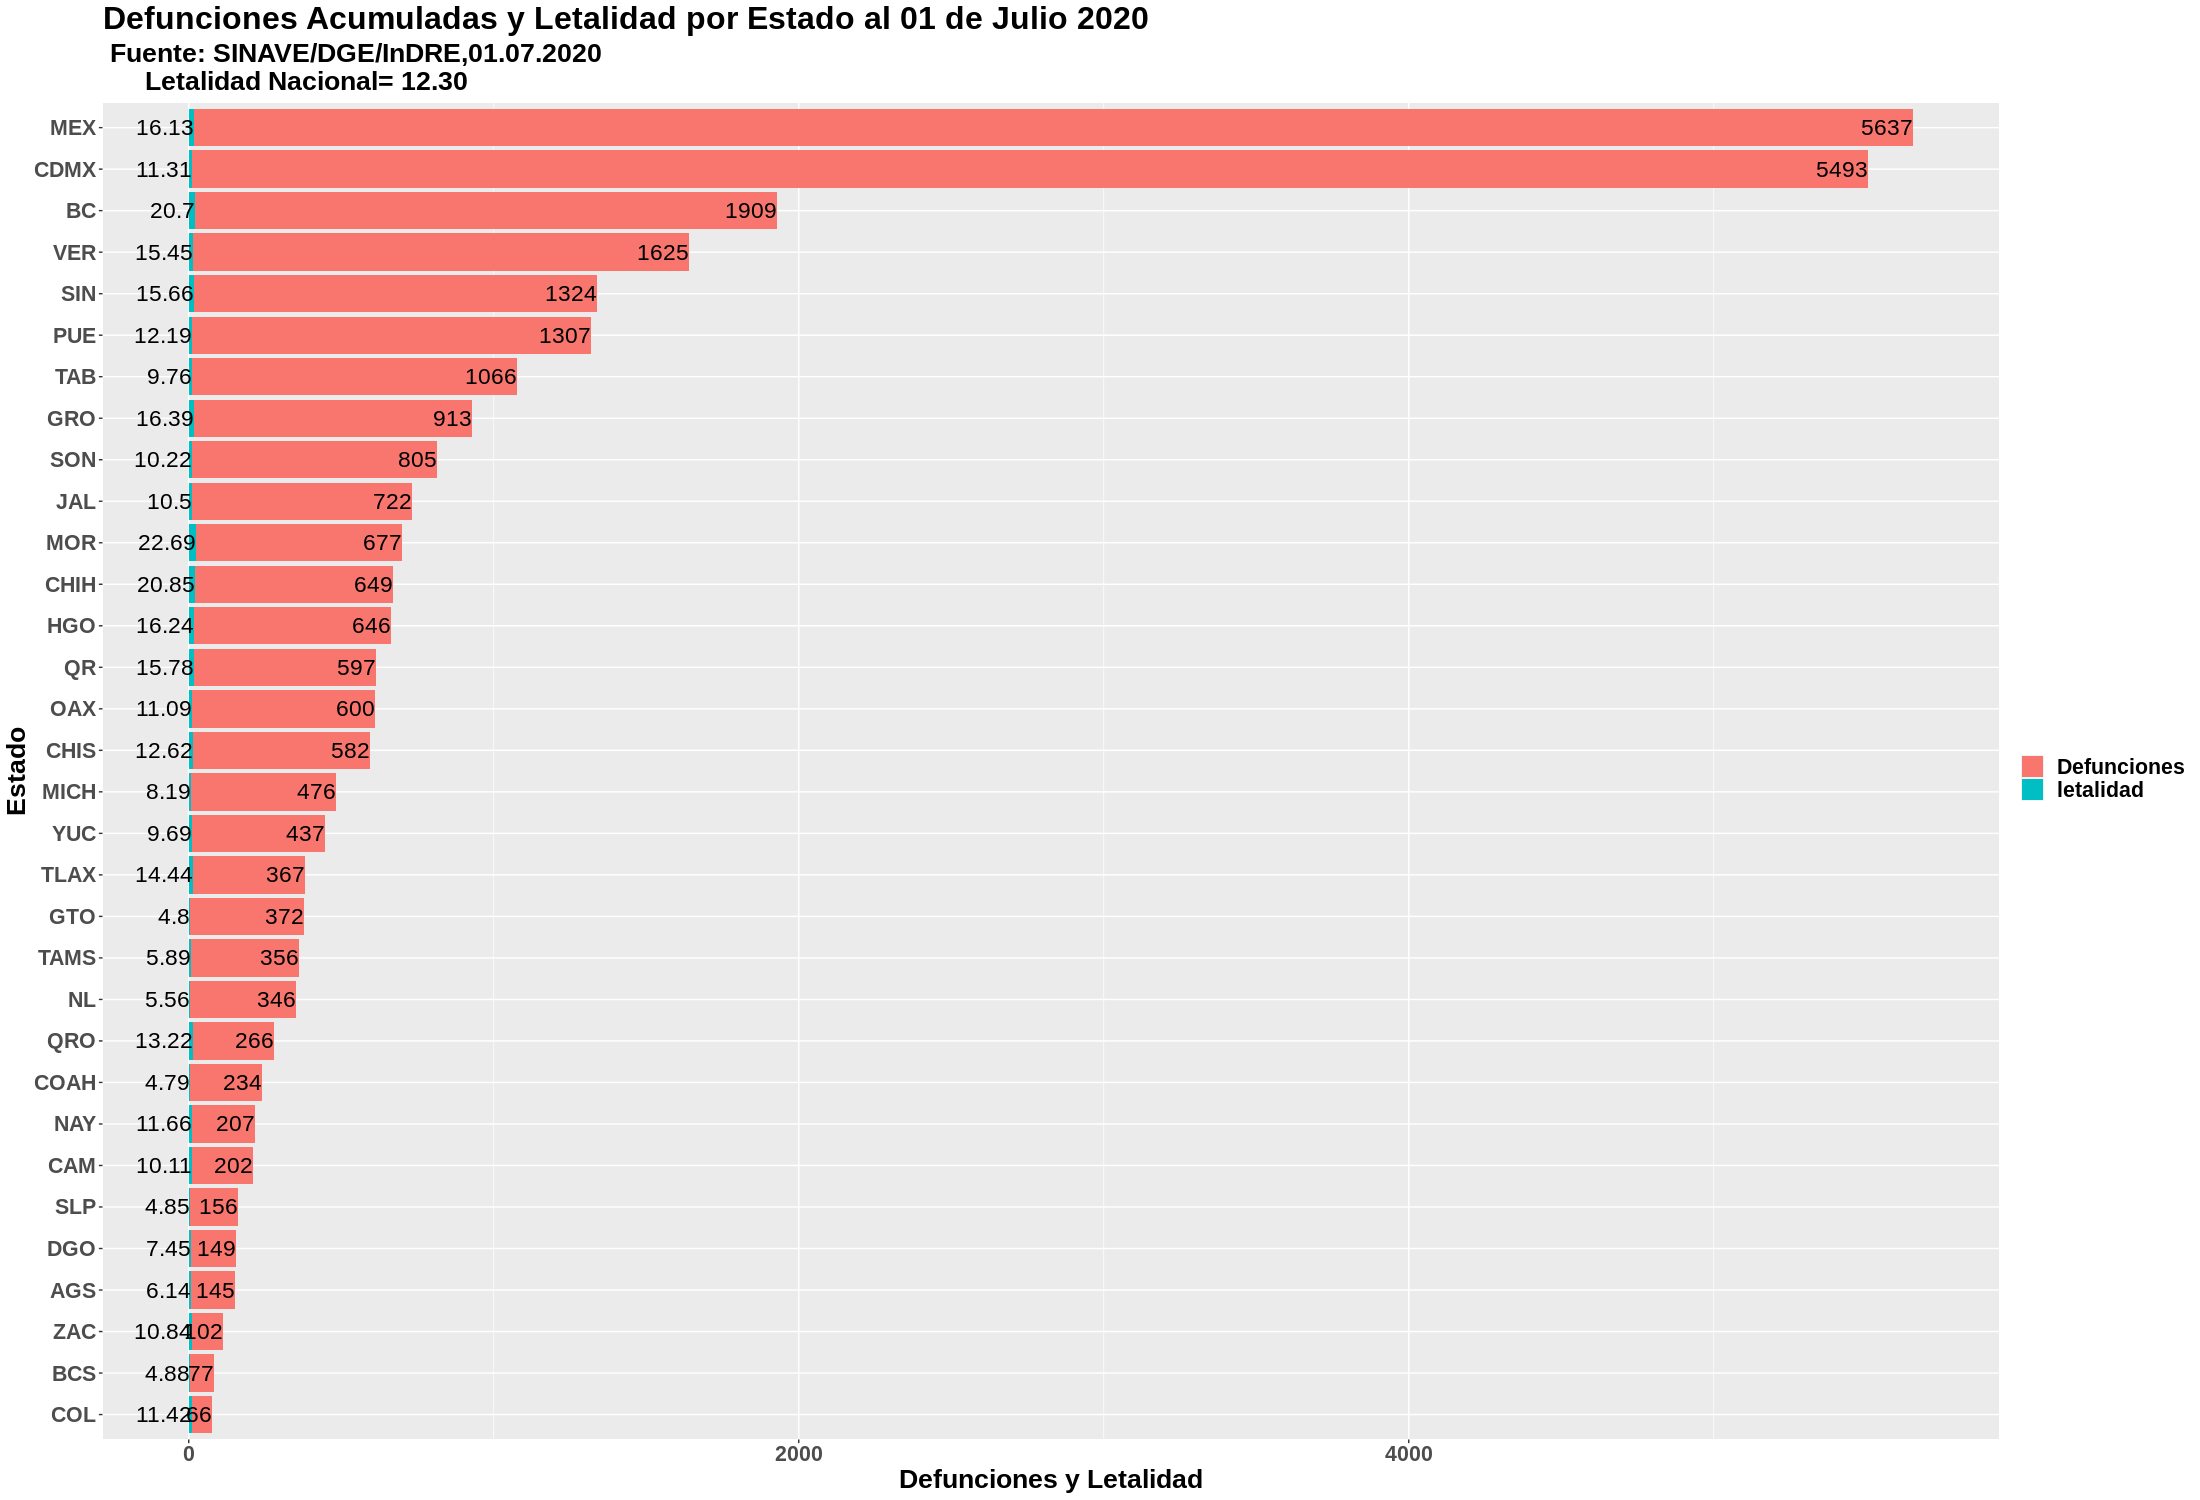 Defunciones Acumuladas y Letalidad por Estado al 01 de Julio 2020
Fuente: SINAVE/DGE/InDRE,01.07.2020
Letalidad Nacional= 12.30
MEX 16.13 5637
CDMX 11.31 5493
BC 20.7 1909
VER 15.45 1625
SIN 15.66 1324
PUE 12.19 1307
TAB 9.76 1066
GRO 16.39 913
SON 10.22 805
JAL 10.5 722
MOR 22.69 677
CHIH 20.85 649
HGO 16.24 646
QR 15.78 597
OAX 11.09 600
CHIS 12.62 582
MICH 8.19 476
YUC 9.69 437
TLAX 14.44 367
GTO 4.8 372
TAMS 5.89 356
NL 5.56 346
QRO 13.22 266
COAH 4.79 234
NAY 11.66 207
CAM 10.11 202
SLP 4.85 156
DGO 7.45 149
AGS 6.14 145
ZAC 10.84 102
BCS 4.88 77
COL 11.42 66
0 2000 4000
Defunciones y Letalidad
Estado
Defunciones
letalidad